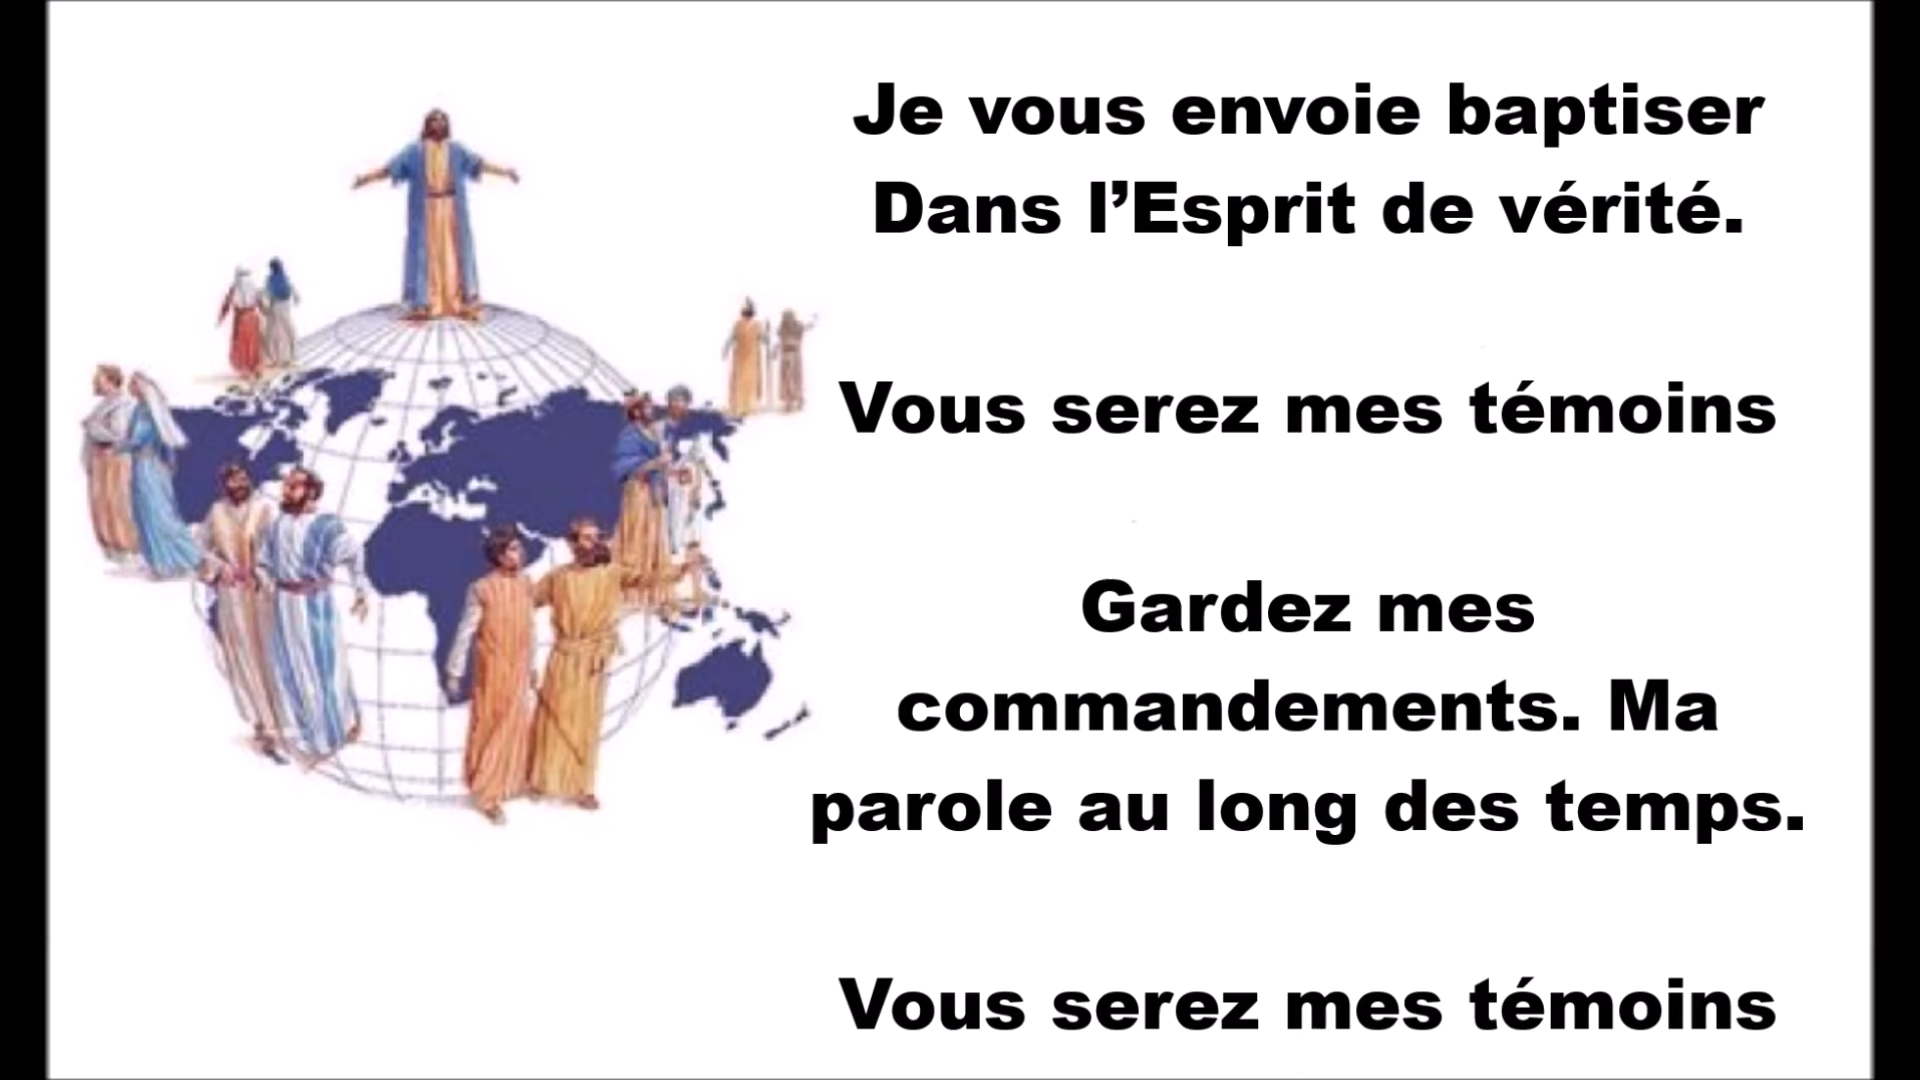 Je vous envoie baptiser
Dans l’Esprit de vérité.
Vous serez mes témoins
Gardez mes
commandements. Ma
parole au long des temps.
Vous serez mes témoins